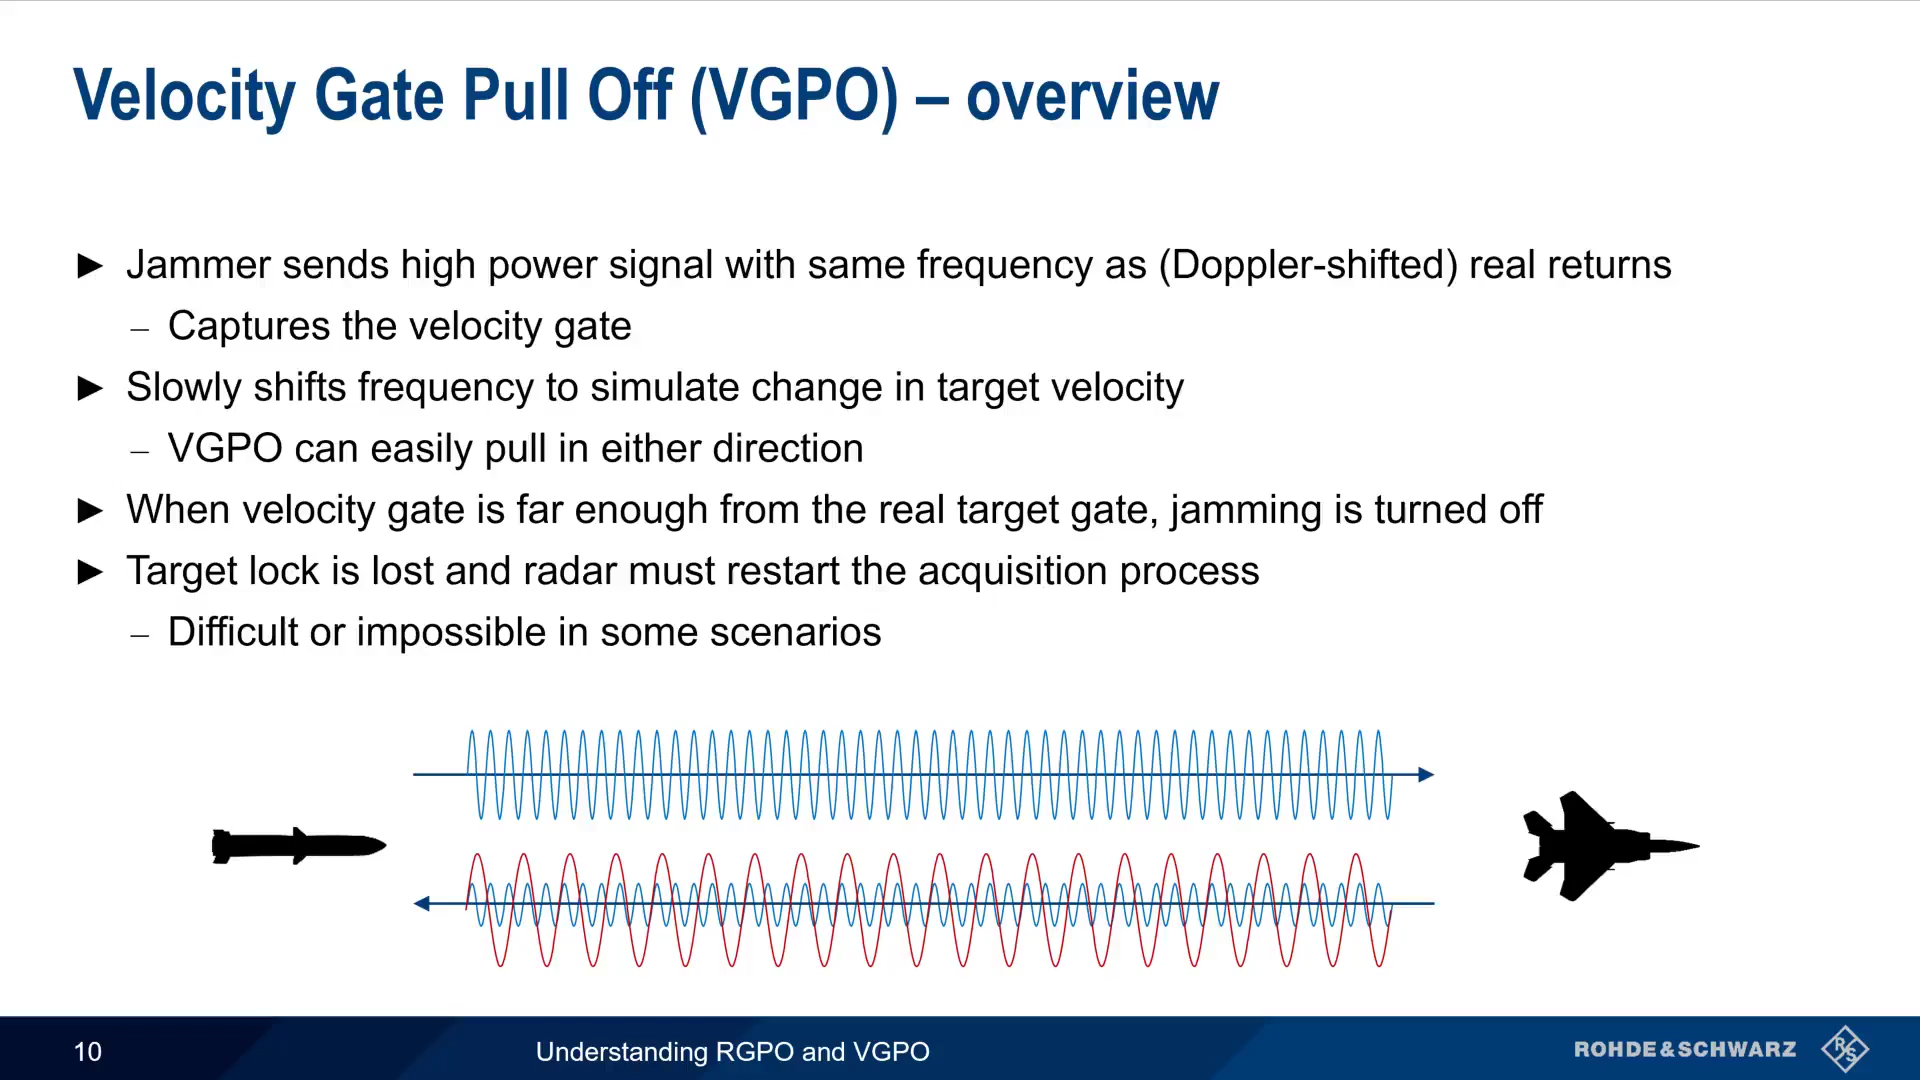 Velocity Gate Pull Off (VGPO) – overview
► Jammer sends high power signal with same frequency as (Doppler-shifted) real returns
– Captures the velocity gate
► Slowly shifts frequency to simulate change in target velocity
– VGPO can easily pull in either direction
► When velocity gate is far enough from the real target gate, jamming is turned off
► Target lock is lost and radar must restart the acquisition process
– Difficult or impossible in some scenarios
10
Understanding RGPO and VGPO
ROHDE&SCHWARZ
R&S